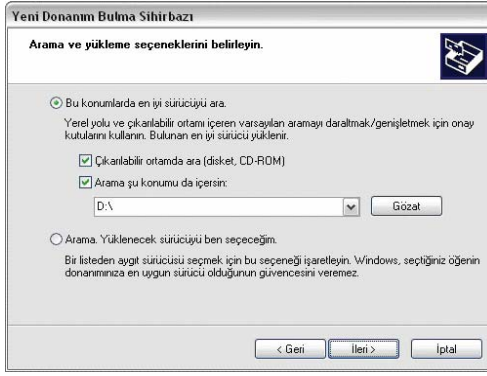 Yeni Donanım Bulma Sihirbazı
Arama ve yükleme seçeneklerini belirleyin.
Bu konumlarda en iyi sürücüyü ara.
Yerel yolu ve çıkarılabilir ortamı içeren varsayılan aramayı daraltmak/genişletmek için onay
kutularını kullanın. Bulunan en iyi sürücü yüklenir.
Çıkarılabilir ortamda ara (disket, CD-ROM)
Arama şu konumu da içersin:
D:\
Gözat
Arama. Yüklenecek sürücüyü ben seçeceğim.
Bir listeden aygıt sürücüsü seçmek için bu seçeneği işaretleyin. Windows, seçtiğiniz öğenin
donanımınıza en uygun sürücü olduğunun güvencesini veremez.
< Geri
İleri >
İptal